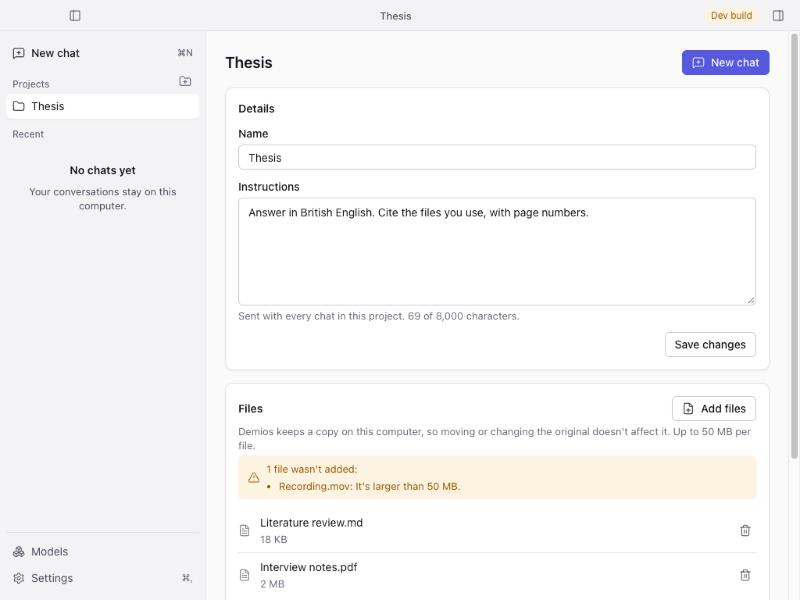 Thesis
Dev build
New chat
⌘N
Projects
Thesis
Recent
No chats yet
Your conversations stay on this
computer.
Models
Settings
⌘,
Thesis
New chat
Details
Name
Thesis
Instructions
Answer in British English. Cite the files you use, with page numbers.
Sent with every chat in this project. 69 of 8,000 characters.
Save changes
Files
Add files
Demios keeps a copy on this computer, so moving or changing the original doesn't affect it. Up to 50 MB per
file.
1 file wasn't added:
• Recording.mov: It's larger than 50 MB.
Literature review.md
18 KB
Interview notes.pdf
2 MB